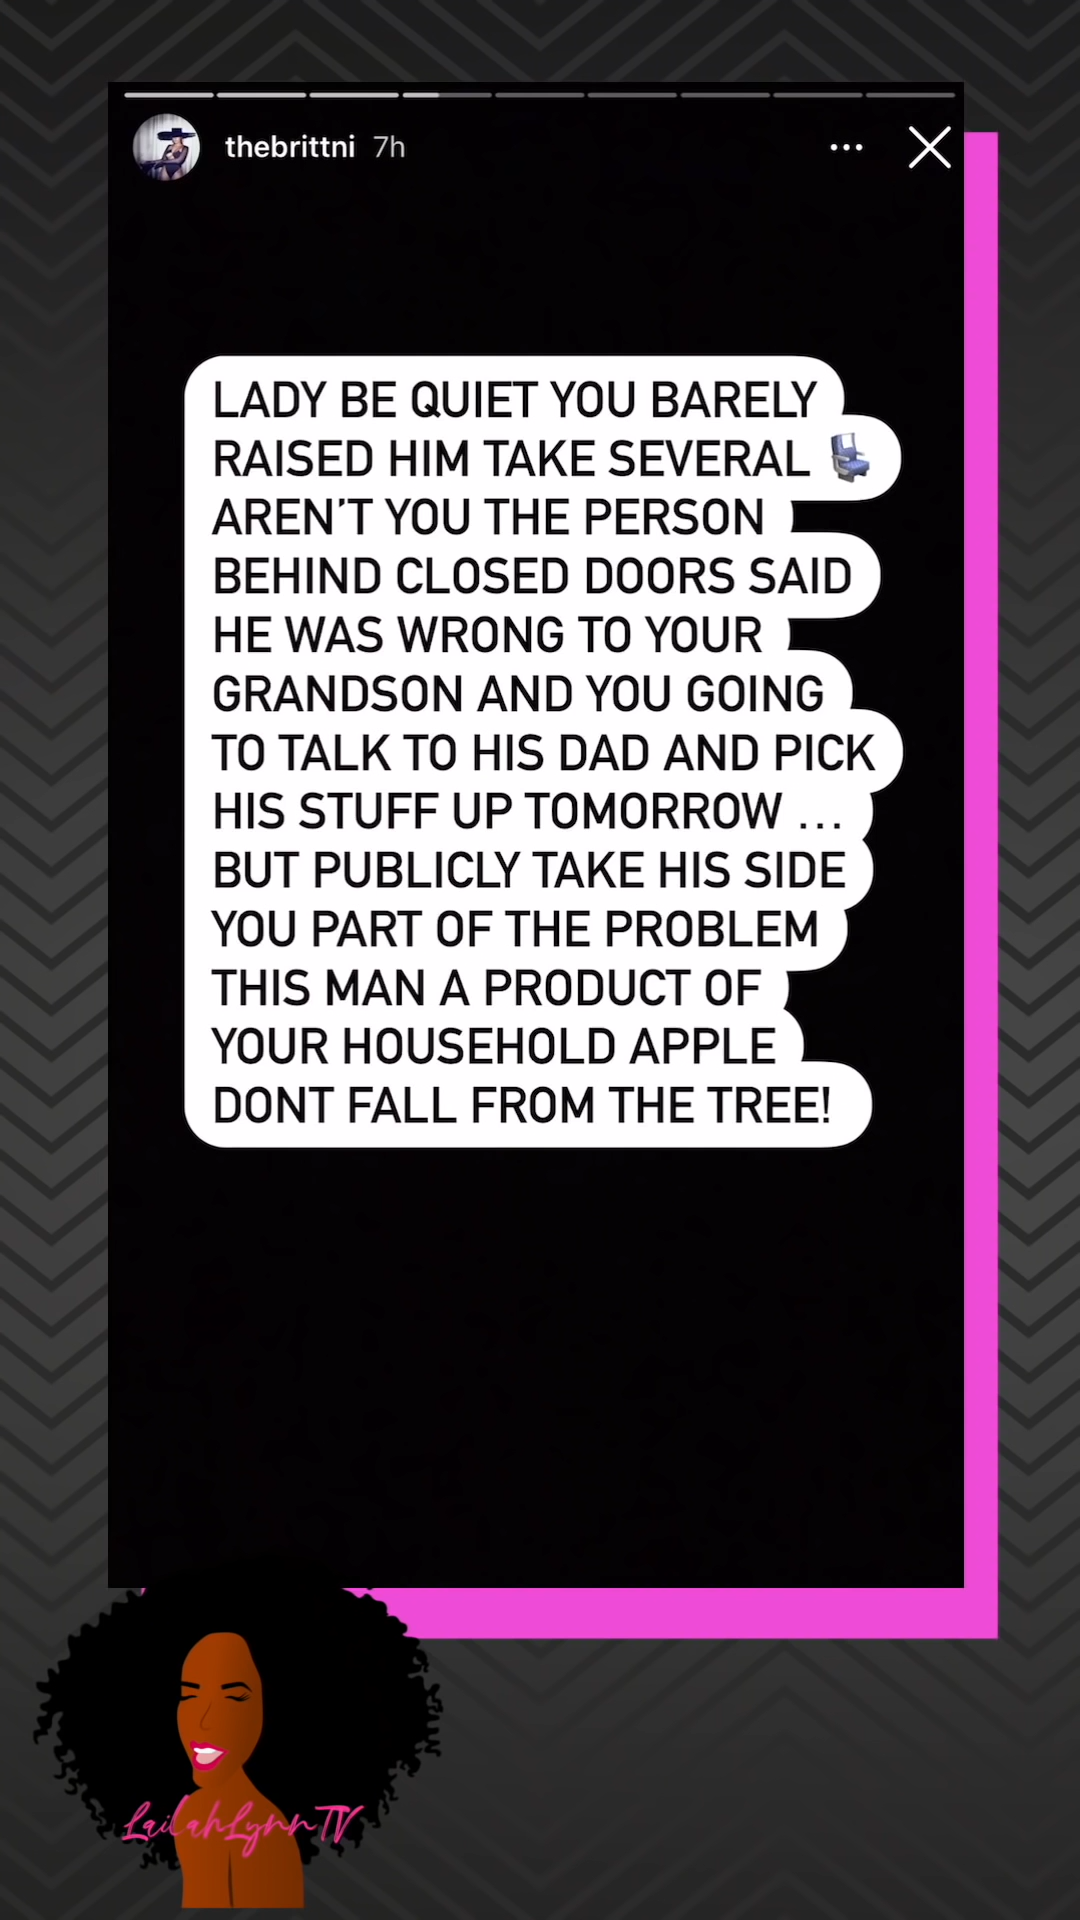 thebrittni 7h
LADY BE QUIET YOU BARELY
RAISED HIM TAKE SEVERAL 💺
AREN’T YOU THE PERSON
BEHIND CLOSED DOORS SAID
HE WAS WRONG TO YOUR
GRANDSON AND YOU GOING
TO TALK TO HIS DAD AND PICK
HIS STUFF UP TOMORROW ...
BUT PUBLICLY TAKE HIS SIDE
YOU PART OF THE PROBLEM
THIS MAN A PRODUCT OF
YOUR HOUSEHOLD APPLE
DONT FALL FROM THE TREE!
LailahLynnTV